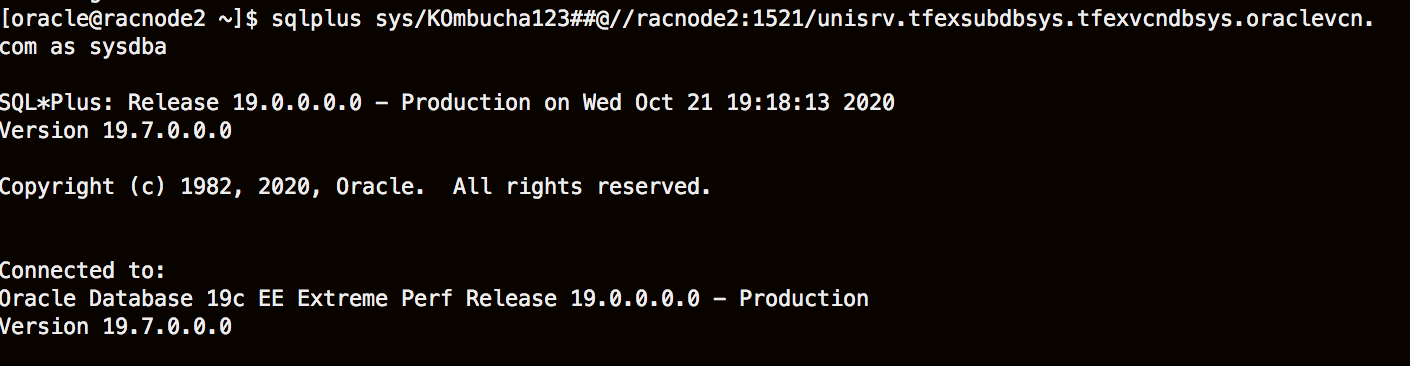 [oracle@racnode2 ~]$ sqlplus sys/KOmbucha123##@//racnode2:1521/unisrv.tfexsubdbsys.tfexvcndbsys.oraclevcn.
com as sysdba
SQL*Plus: Release 19.0.0.0.0 - Production on Wed Oct 21 19:18:13 2020
Version 19.7.0.0.0
Copyright (c) 1982, 2020, Oracle.  All rights reserved.
Connected to:
Oracle Database 19c EE Extreme Perf Release 19.0.0.0.0 - Production
Version 19.7.0.0.0